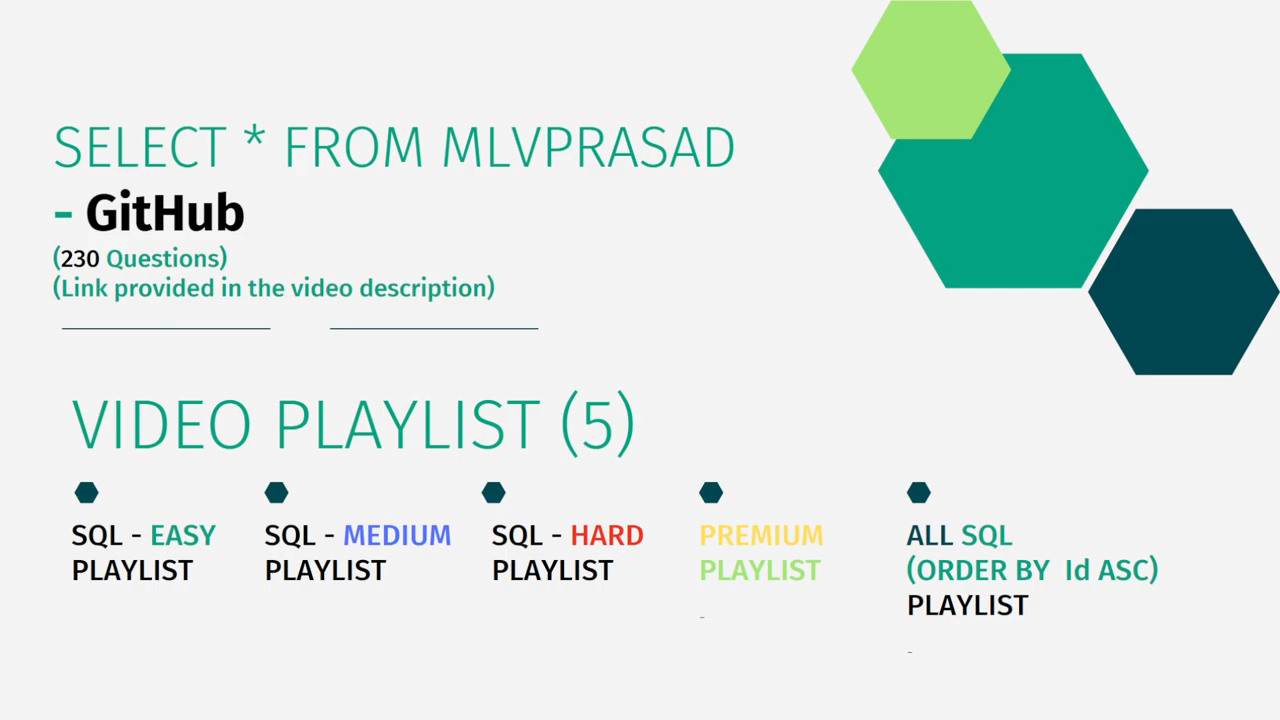 SELECT * FROM MLVPRASAD
- GitHub
(230 Questions)
(Link provided in the video description)
VIDEO PLAYLIST (5)
SQL - EASY
PLAYLIST
SQL - MEDIUM
PLAYLIST
SQL - HARD
PLAYLIST
PREMIUM
PLAYLIST
-
ALL SQL
(ORDER BY Id ASC)
PLAYLIST
-